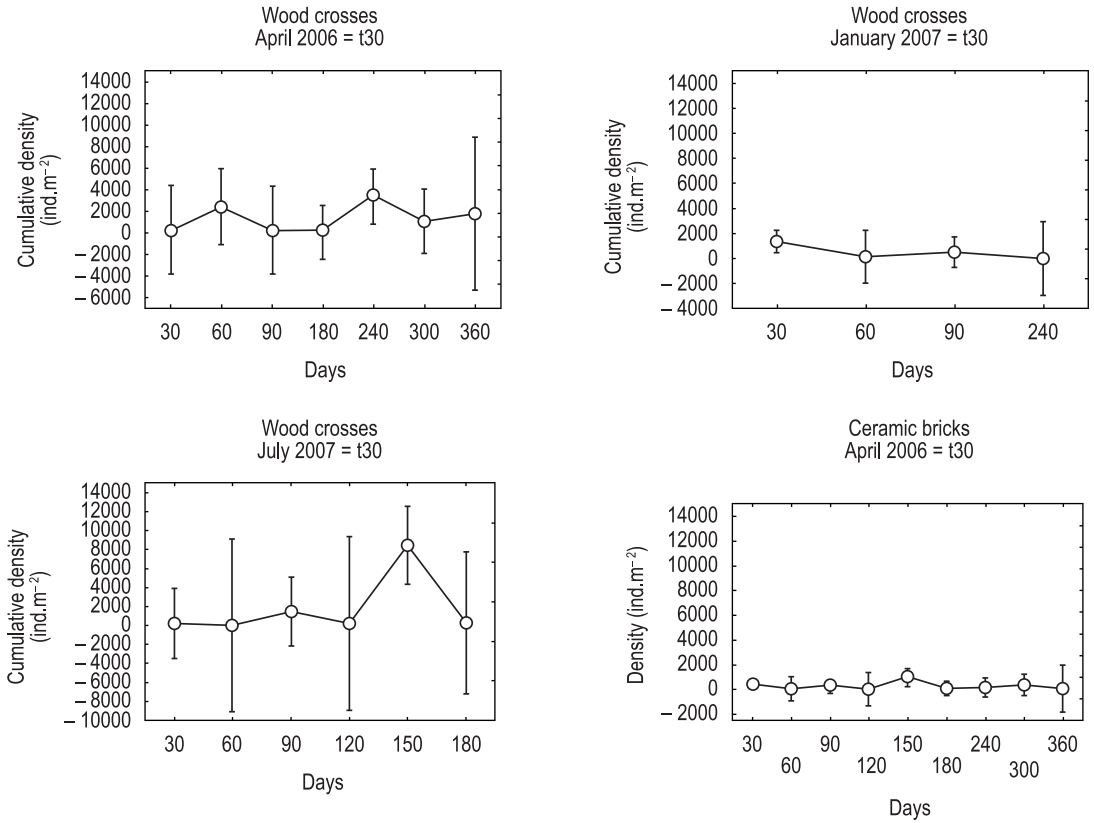 Wood crosses
April 2006 = t30
Cumulative density
(ind.m⁻²)
14000
12000
10000
8000
6000
4000
2000
0
– 2000
– 4000
– 6000
30 60 90 180 240 300 360
Days
Wood crosses
January 2007 = t30
Cumulative density
(ind.m⁻²)
14000
12000
10000
8000
6000
4000
2000
0
– 2000
– 4000
30 60 90 240
Days
Wood crosses
July 2007 = t30
Cumulative density
(ind.m⁻²)
14000
12000
10000
8000
6000
4000
2000
0
– 2000
– 4000
– 6000
– 8000
– 10000
30 60 90 120 150 180
Days
Ceramic bricks
April 2006 = t30
Density (ind.m⁻²)
14000
12000
10000
8000
6000
4000
2000
0
– 2000
30 90 150 240 360
60 120 180 300
Days